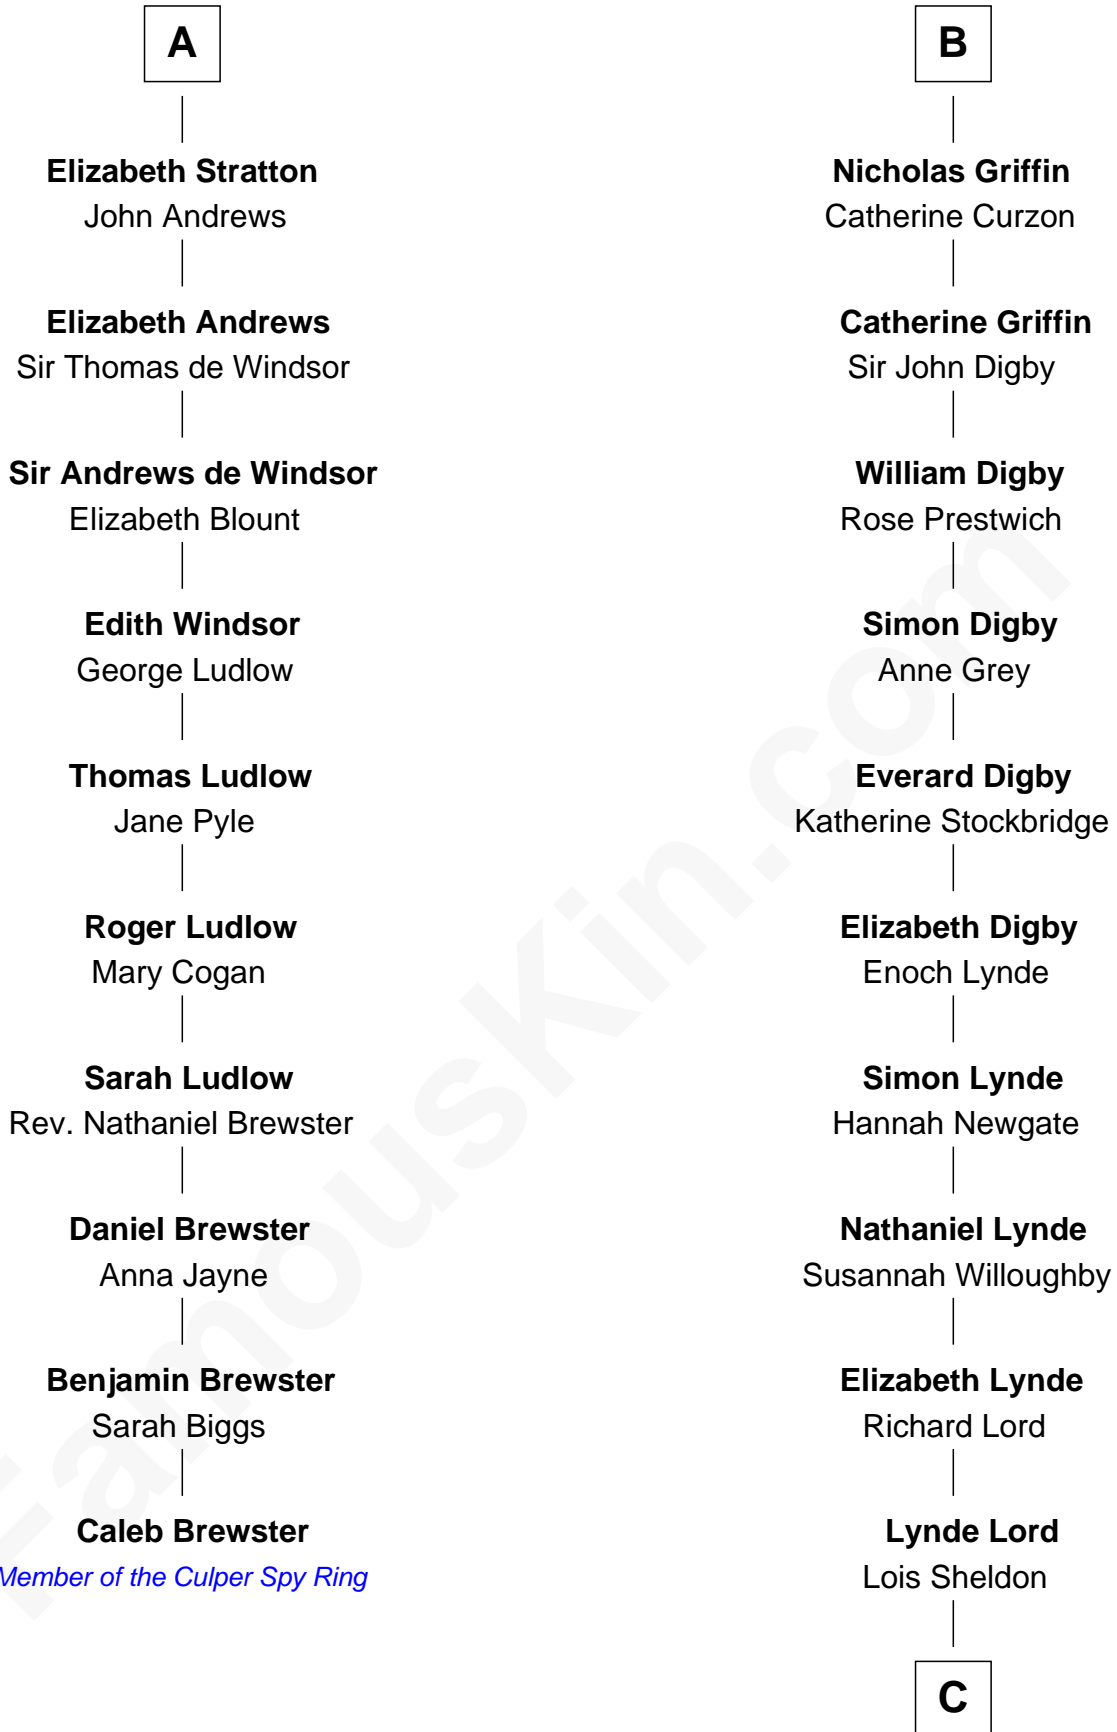 A
Elizabeth Stratton
John Andrews
Elizabeth Andrews
Sir Thomas de Windsor
Sir Andrews de Windsor
Elizabeth Blount
Edith Windsor
George Ludlow
Thomas Ludlow
Jane Pyle
Roger Ludlow
Mary Cogan
Sarah Ludlow
Rev. Nathaniel Brewster
Daniel Brewster
Anna Jayne
Benjamin Brewster
Sarah Biggs
Caleb Brewster
Member of the Culper Spy Ring
B
Nicholas Griffin
Catherine Curzon
Catherine Griffin
Sir John Digby
William Digby
Rose Prestwich
Simon Digby
Anne Grey
Everard Digby
Katherine Stockbridge
Elizabeth Digby
Enoch Lynde
Simon Lynde
Hannah Newgate
Nathaniel Lynde
Susannah Willoughby
Elizabeth Lynde
Richard Lord
Lynde Lord
Lois Sheldon
C
FamousKin.com